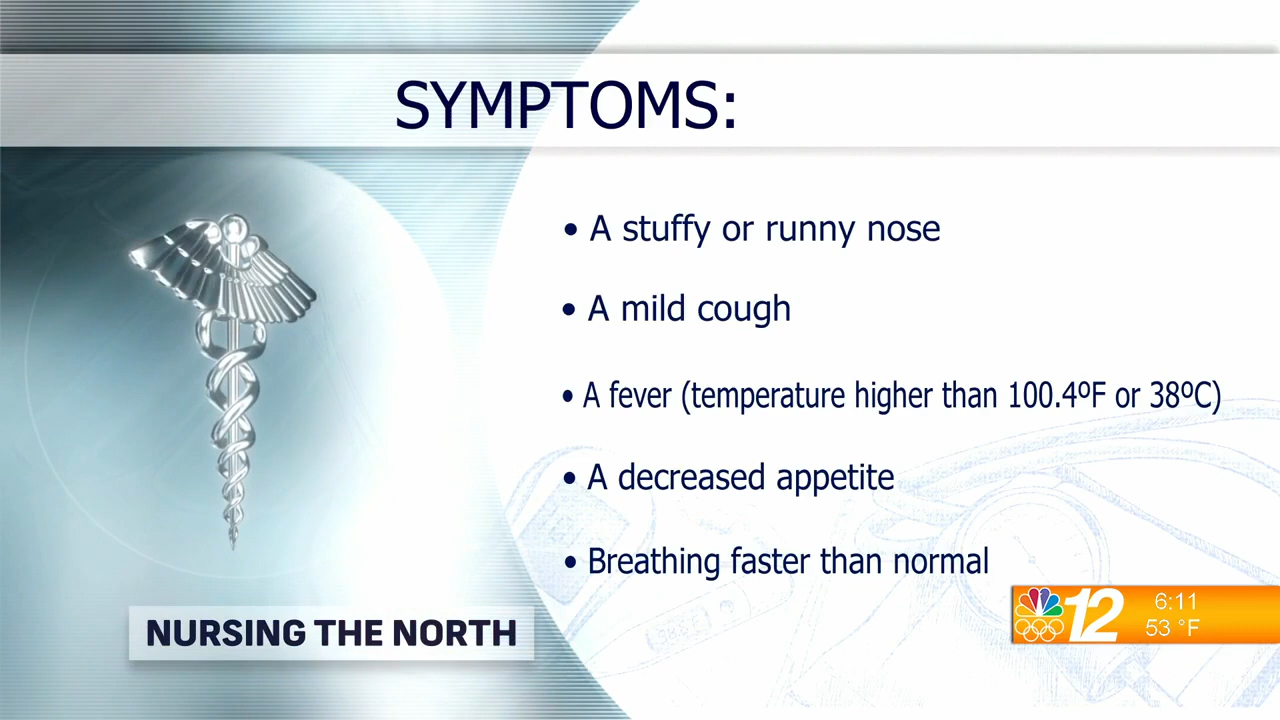 SYMPTOMS:
• A stuffy or runny nose
• A mild cough
• A fever (temperature higher than 100.4ºF or 38ºC)
• A decreased appetite
• Breathing faster than normal
NURSING THE NORTH
12
6:11
53 °F